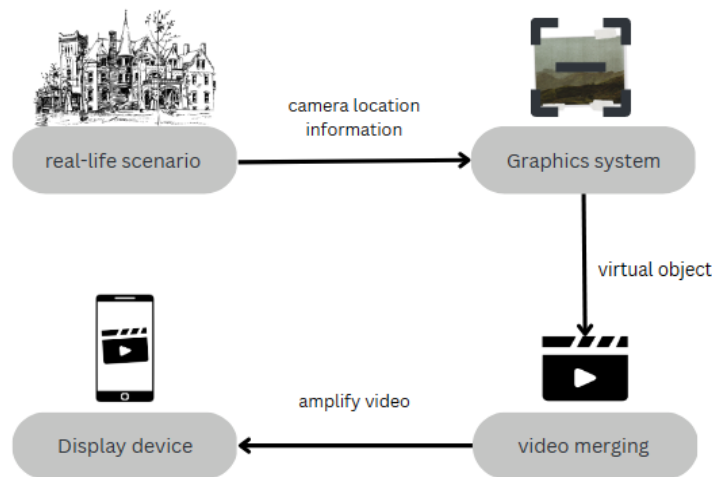 camera location
information
real-life scenario
Graphics system
virtual object
amplify video
Display device
video merging